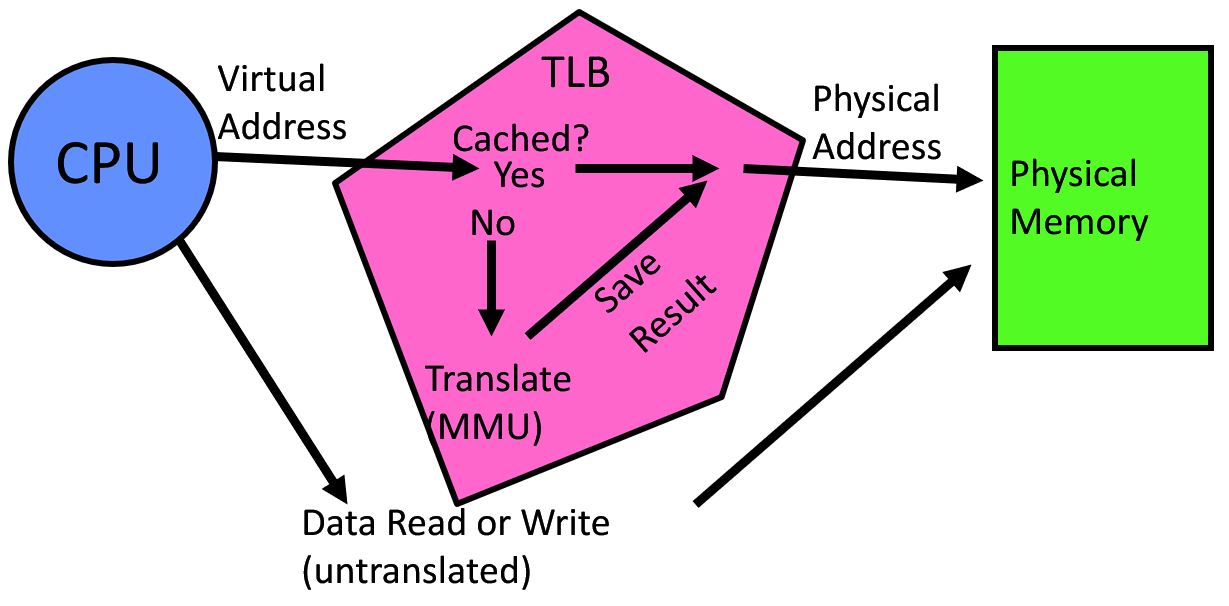 CPU
Virtual
Address
TLB
Cached?
Yes
No
Save
Result
Translate
(MMU)
Physical
Address
Physical
Memory
Data Read or Write
(untranslated)